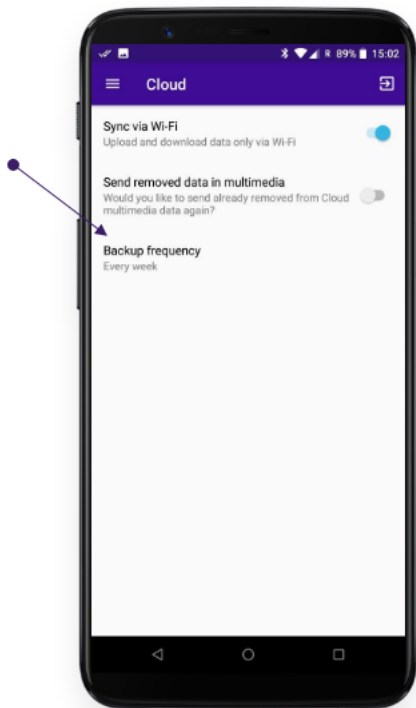 R 89% 15:02
Cloud
Sync via Wi-Fi
Upload and download data only via Wi-Fi
Send removed data in multimedia
Would you like to send already removed from Cloud
multimedia data again?
Backup frequency
Every week